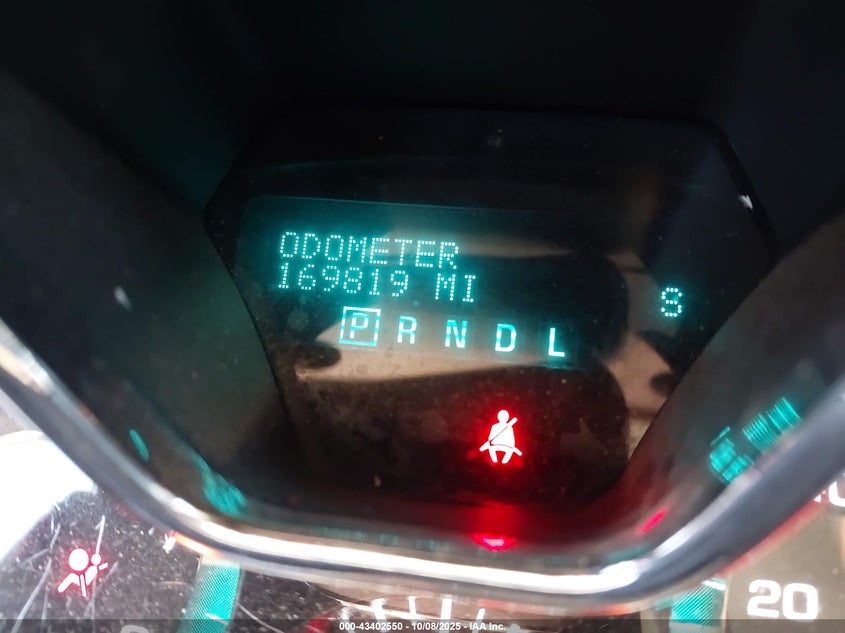 ODOMETER
169819 MI
S
P R N D L
20
000-43402550 - 10/08/2025 - IAA Inc.